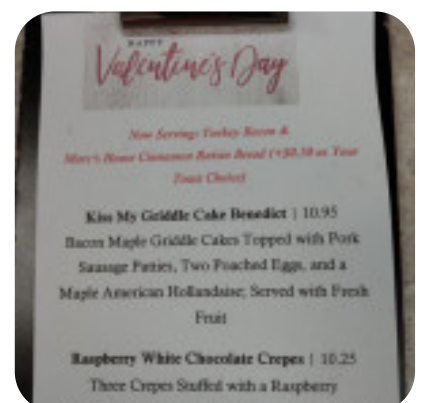 HAPPY
Valentine's Day
Now Serving: Turkey Bacon &
Mary's Home Cinnamon Raisin Bread (+$0.50 as Your
Toast Choice)
Kiss My Griddle Cake Benedict | 10.95
Bacon Maple Griddle Cakes Topped with Pork
Sausage Patties, Two Poached Eggs, and a
Maple American Hollandaise; Served with Fresh
Fruit
Raspberry White Chocolate Crepes | 10.25
Three Crepes Stuffed with a Raspberry